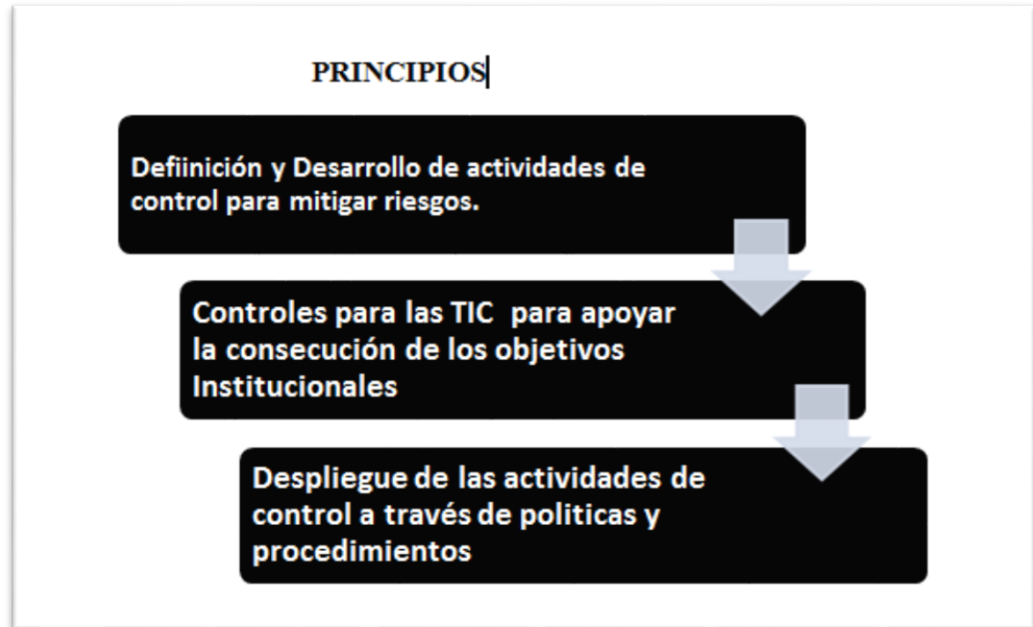 PRINCIPIOS
Defiinición y Desarrollo de actividades de
control para mitigar riesgos.
Controles para las TIC para apoyar
la consecución de los objetivos
Institucionales
Despliegue de las actividades de
control a través de politicas y
procedimientos